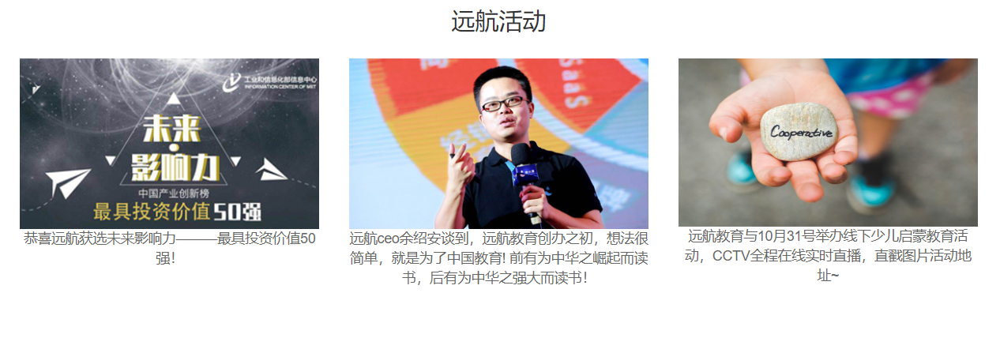 远航活动
工业和信息化部信息中心
INFORMATION CENTER OF MIIT
未来
影响力
中国产业创新榜
最具投资价值50强
恭喜远航获选未来影响力———最具投资价值50
强！
SaaS
远航ceo余绍安谈到，远航教育创办之初，想法很
简单，就是为了中国教育! 前有为中华之崛起而读
书，后有为中华之强大而读书！
Cooperative
远航教育与10月31号举办线下少儿启蒙教育活
动，CCTV全程在线实时直播，直戳图片活动地
址~